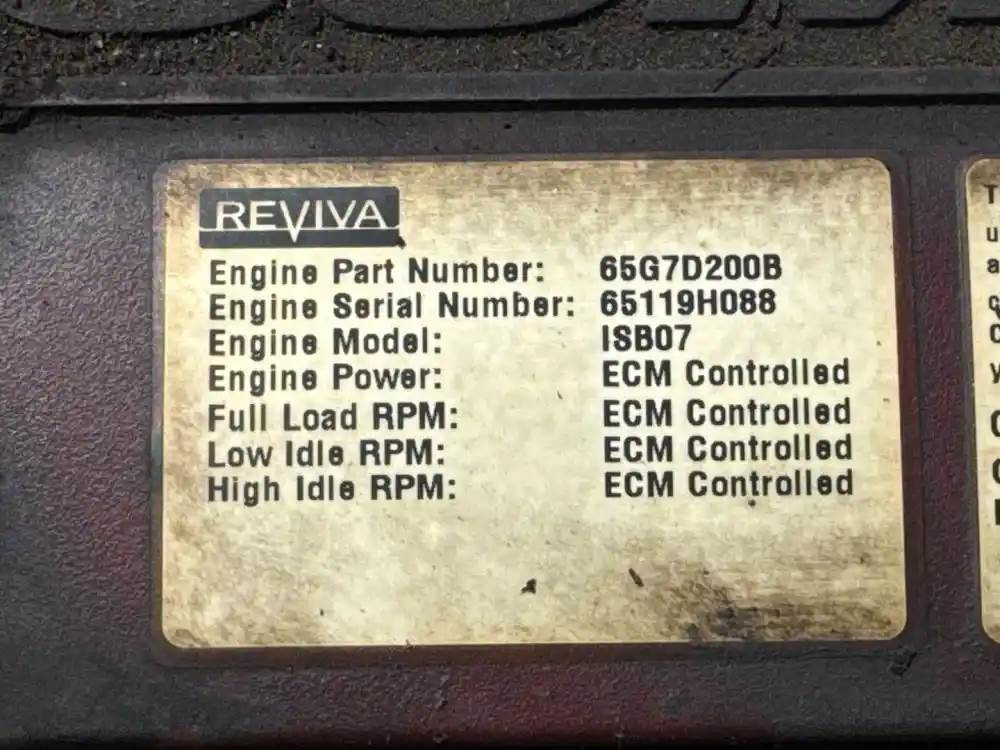 REVIVA
Engine Part Number: 65G7D200B
Engine Serial Number: 65119H088
Engine Model: ISB07
Engine Power: ECM Controlled
Full Load RPM: ECM Controlled
Low Idle RPM: ECM Controlled
High Idle RPM: ECM Controlled